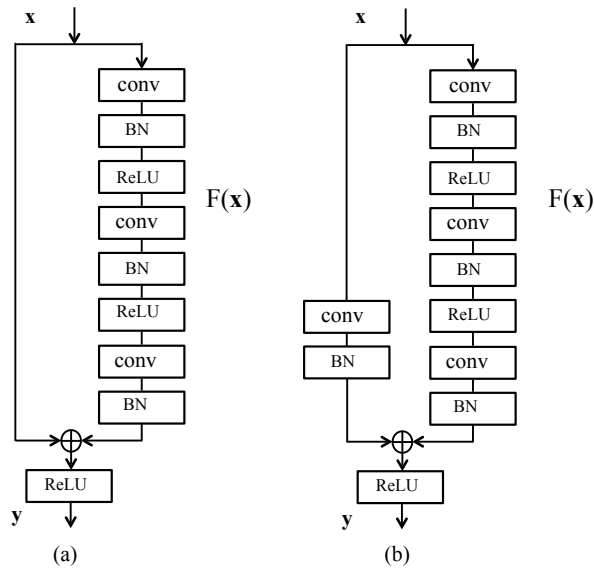 x
conv
BN
ReLU
conv
BN
ReLU
conv
BN
F(x)
ReLU
y
(a)
x
conv
BN
ReLU
conv
BN
ReLU
conv
BN
F(x)
conv
BN
ReLU
y
(b)